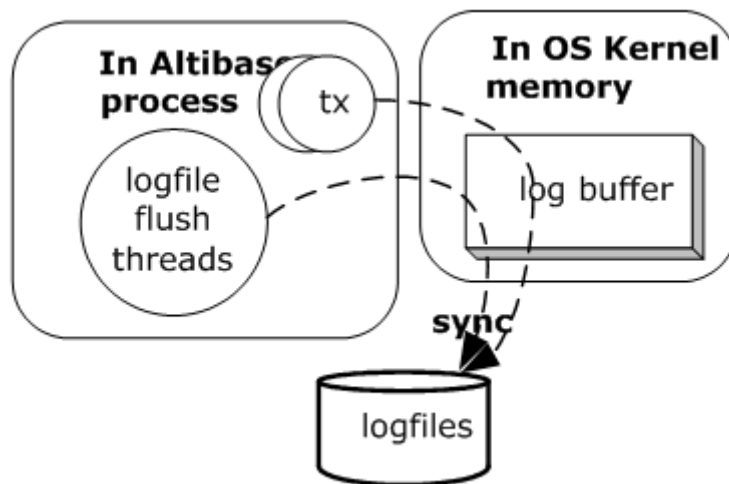 In Altibase
process
tx
logfile
flush
threads
In OS Kernel
memory
log buffer
sync
logfiles